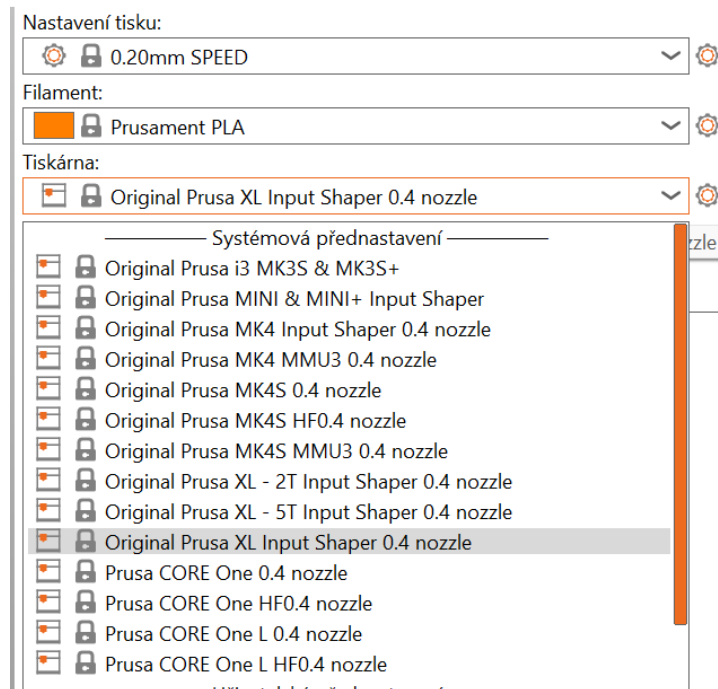 Nastavení tisku:
0.20mm SPEED
Filament:
Prusament PLA
Tiskárna:
Original Prusa XL Input Shaper 0.4 nozzle
Systémová přednastavení
zzle
Original Prusa i3 MK3S & MK3S+
Original Prusa MINI & MINI+ Input Shaper
Original Prusa MK4 Input Shaper 0.4 nozzle
Original Prusa MK4 MMU3 0.4 nozzle
Original Prusa MK4S 0.4 nozzle
Original Prusa MK4S HF0.4 nozzle
Original Prusa MK4S MMU3 0.4 nozzle
Original Prusa XL - 2T Input Shaper 0.4 nozzle
Original Prusa XL - 5T Input Shaper 0.4 nozzle
Original Prusa XL Input Shaper 0.4 nozzle
Prusa CORE One 0.4 nozzle
Prusa CORE One HF0.4 nozzle
Prusa CORE One L 0.4 nozzle
Prusa CORE One L HF0.4 nozzle